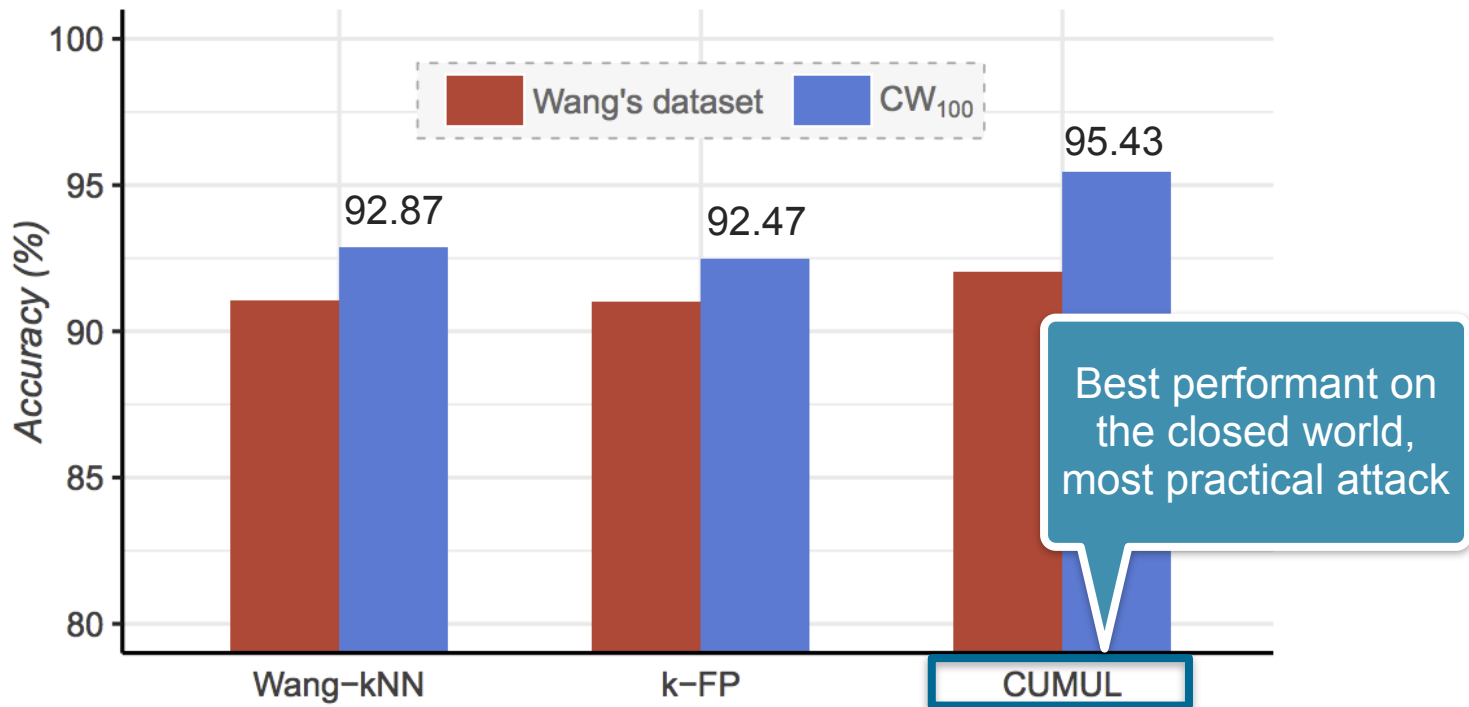 100
Wang's dataset
CW₁₀₀
95.43
95
92.87
92.47
Accuracy (%)
90
Best performant on
the closed world,
most practical attack
85
80
Wang−kNN
k−FP
CUMUL